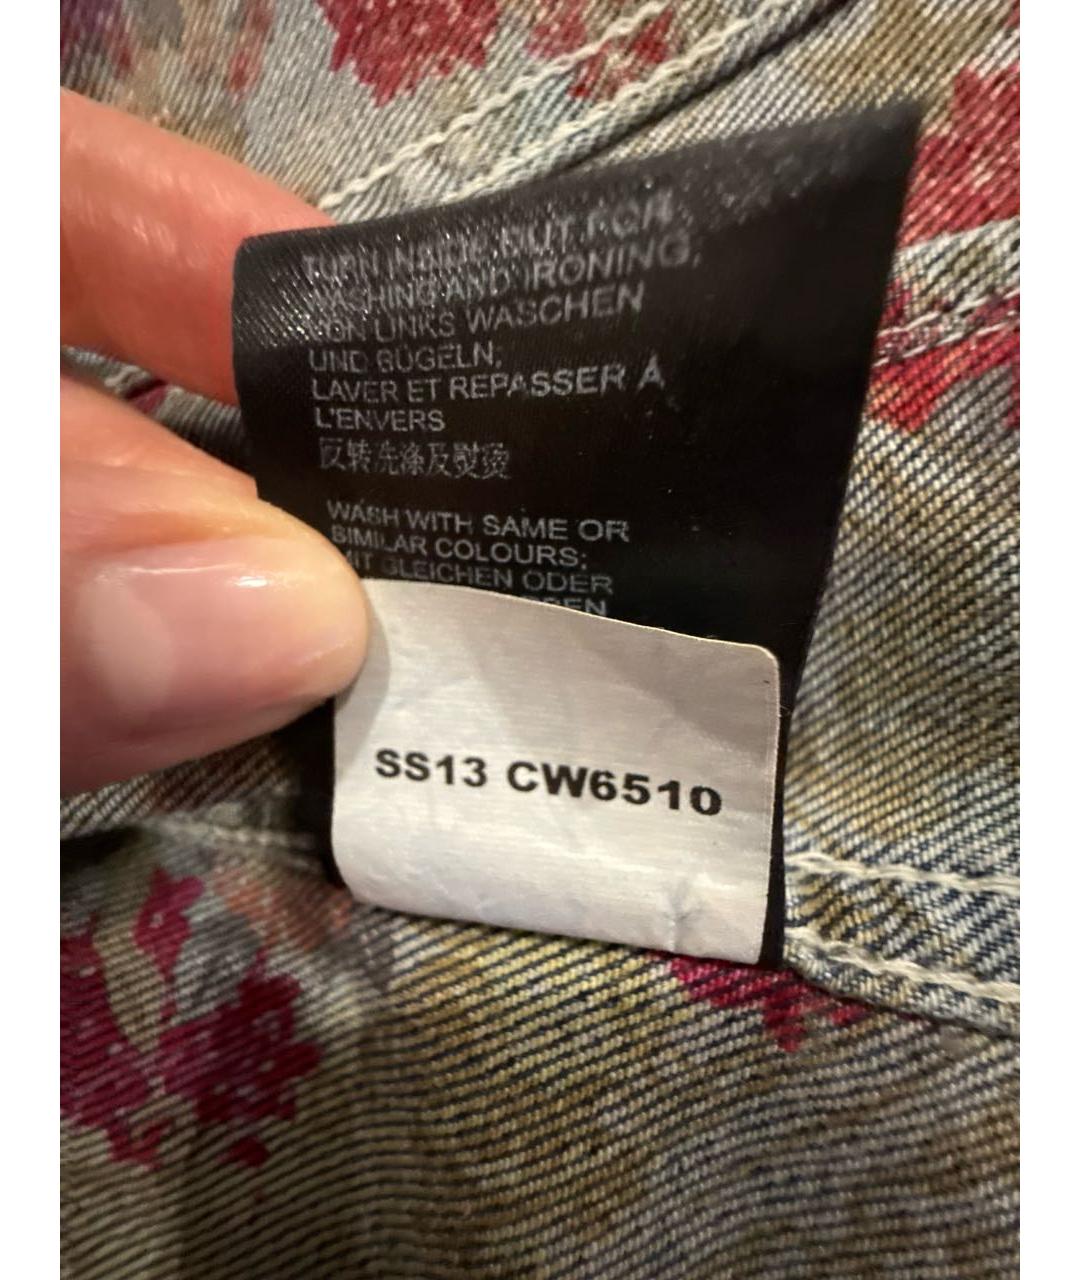 TURN INSIDE OUT FOR
WASHING AND IRONING;
VON LINKS WASCHEN
UND BÜGELN;
LAVER ET REPASSER À
L'ENVERS
反转洗涤及熨烫
WASH WITH SAME OR
SIMILAR COLOURS;
MIT GLEICHEN ODER
SS13 CW6510